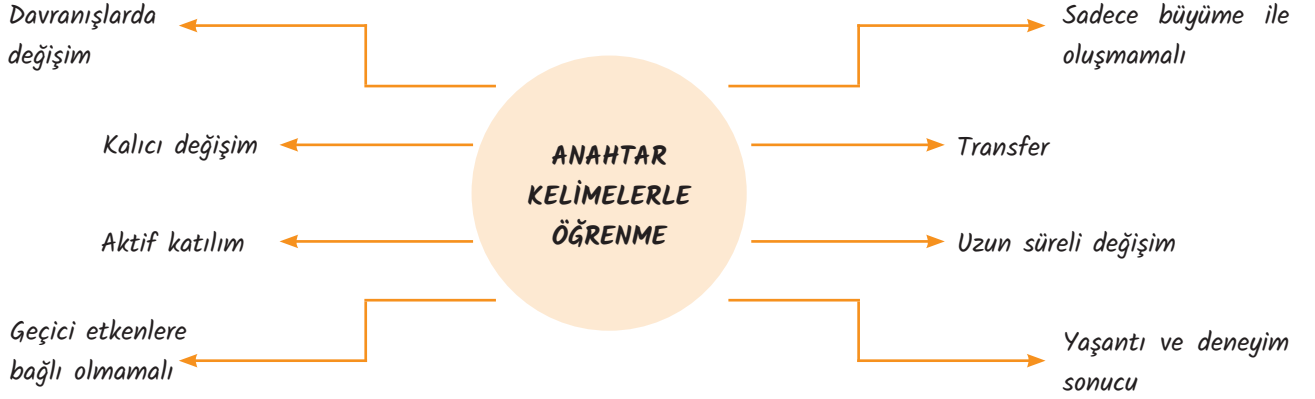 Davranışlarda
değişim
Kalıcı değişim
Aktif katılım
Geçici etkenlere
bağlı olmamalı
ANAHTAR
KELİMELERLE
ÖĞRENME
Sadece büyüme ile
oluşmamalı
Transfer
Uzun süreli değişim
Yaşantı ve deneyim
sonucu